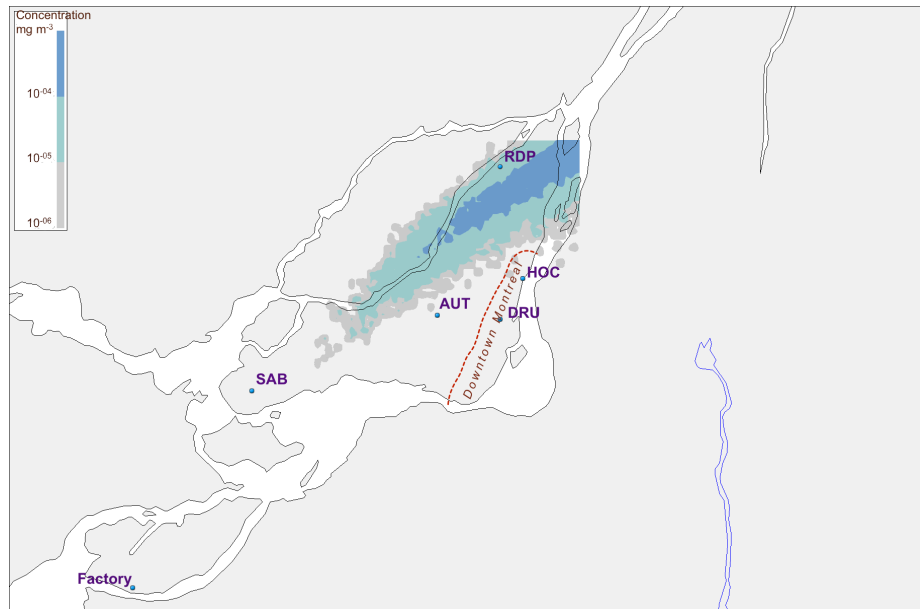 Concentration
mg m-3
10-04
10-05
10-06
RDP
HOC
AUT
DRU
Downtown Montreal
SAB
Factory